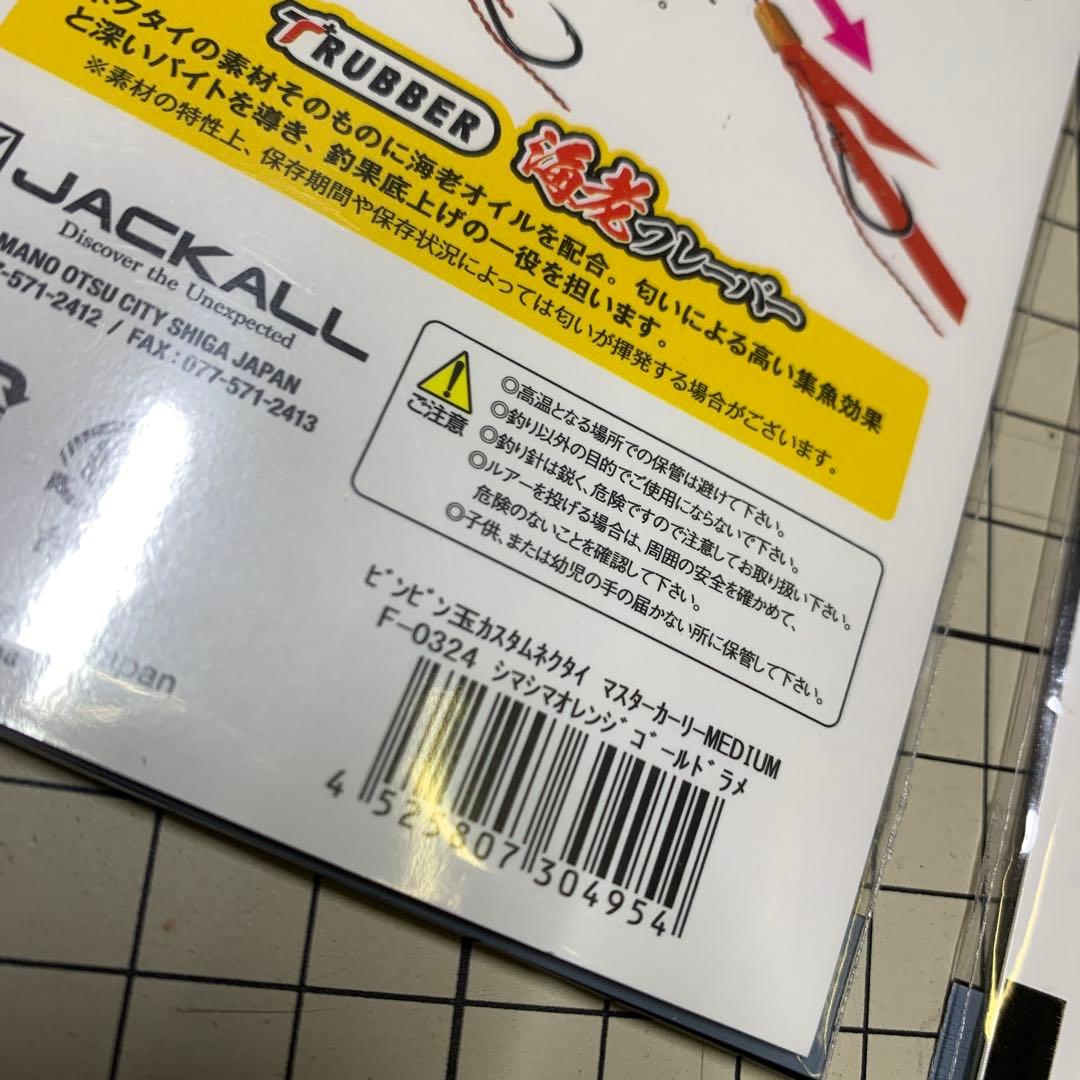 T+RUBBER
海老フレーバー
ネクタイの素材そのものに海老オイルを配合。匂いによる高い集魚効果
と深いバイトを導き、釣果底上げの一役を担います。
※素材の特性上、保存期間や保存状況によっては匂いが揮発する場合がございます。
JACKALL
Discover the Unexpected
MANO OTSU CITY SHIGA JAPAN
7-571-2412 / FAX : 077-571-2413
ご注意
◎高温となる場所での保管は避けて下さい。
◎釣り以外の目的でご使用にならないで下さい。
◎釣り針は鋭く、危険ですので注意してお取り扱い下さい。
◎ルアーを投げる場合は、周囲の安全を確かめて、
危険のないことを確認して下さい。
◎子供、または幼児の手の届かない所に保管して下さい。
ビンビン玉カスタムネクタイ マスターカーリーMEDIUM
F-0324 シマシマオレンジゴールドラメ
4 525807 304954